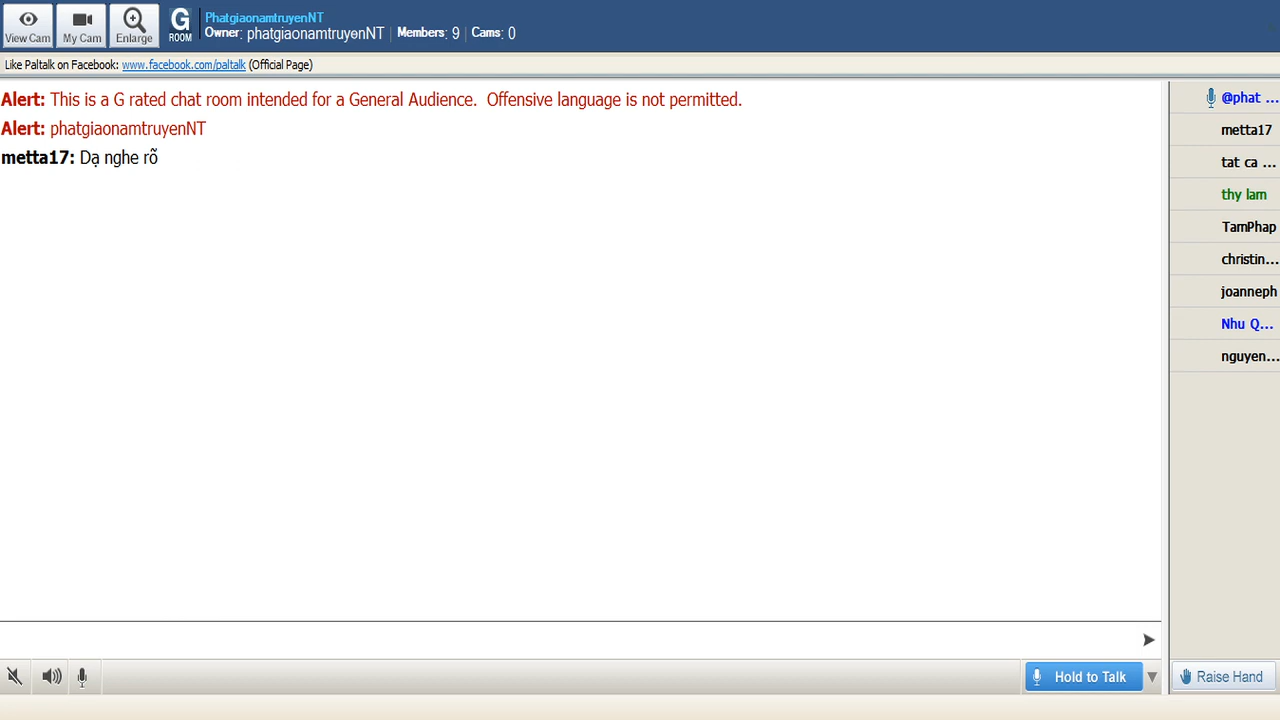 View Cam
My Cam
Enlarge
G
ROOM
PhatgiaonamtruyenNT
Owner: phatgiaonamtruyenNT Members: 9 Cams: 0
Like Paltalk on Facebook: www.facebook.com/paltalk (Official Page)
Alert: This is a G rated chat room intended for a General Audience. Offensive language is not permitted.
Alert: phatgiaonamtruyenNT
metta17: Dạ nghe rõ
@phat ...
metta17
tat ca ...
thy lam
TamPhap
christin...
joanneph
Nhu Q...
nguyen...
Hold to Talk
Raise Hand